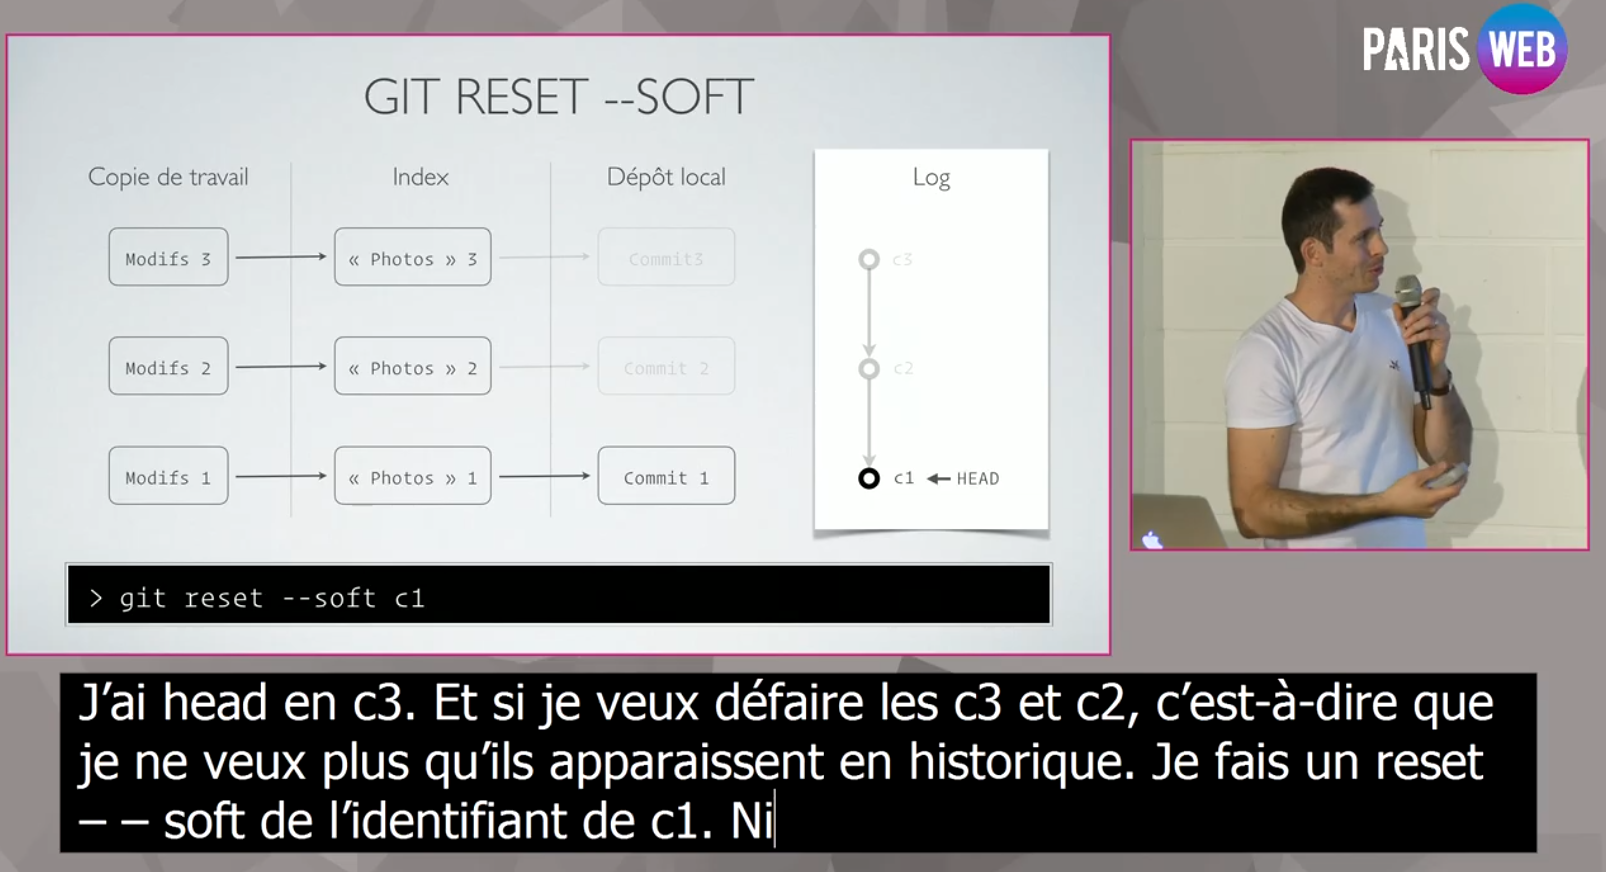 PARIS WEB
GIT RESET --SOFT
Copie de travail
Index
Dépôt local
Log
Modifs 3
« Photos » 3
Commit3
c3
Modifs 2
« Photos » 2
Commit 2
c2
Modifs 1
« Photos » 1
Commit 1
c1
HEAD
> git reset --soft c1
J’ai head en c3. Et si je veux défaire les c3 et c2, c’est-à-dire que
je ne veux plus qu’ils apparaissent en historique. Je fais un reset
– – soft de l’identifiant de c1. Ni